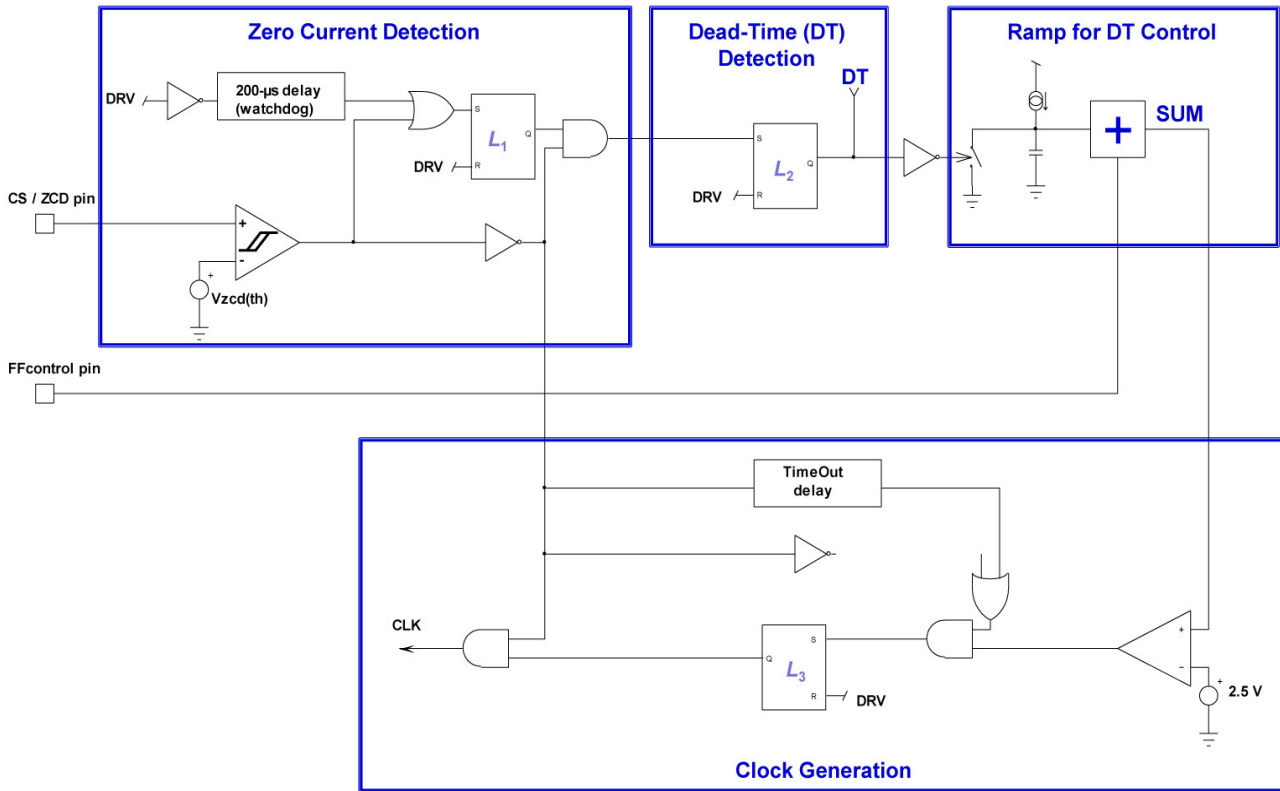 Zero Current Detection
Dead-Time (DT)
Detection
Ramp for DT Control
DRV
200-µs delay
(watchdog)
S
L1
Q
R
DRV
DT
S
L2
Q
R
DRV
+
SUM
CS / ZCD pin
+
-
+
Vzcd(th)
FFcontrol pin
TimeOut
delay
CLK
S
Q
L3
R
DRV
+
−
+
2.5 V
Clock Generation